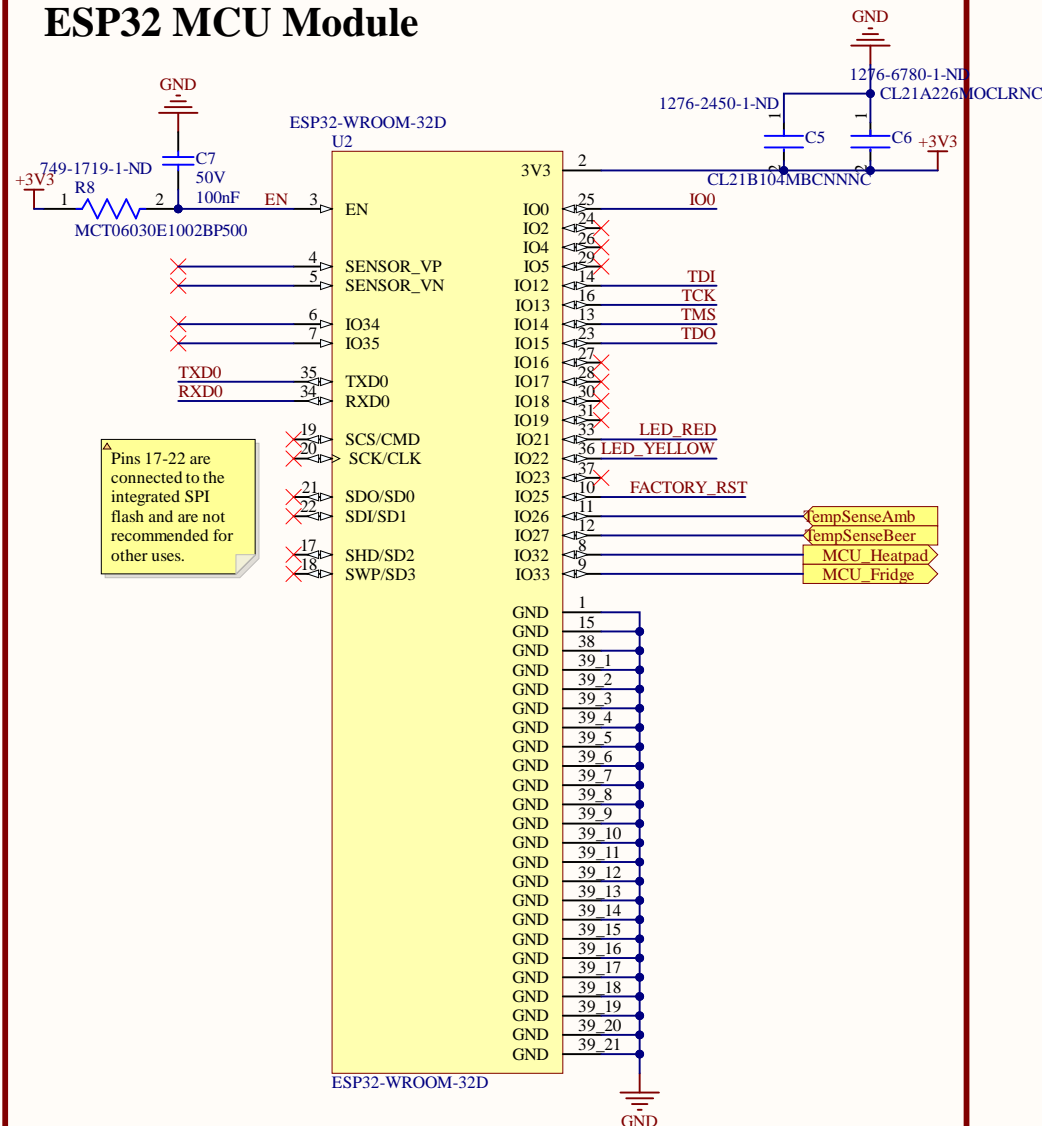 ESP32 MCU Module
GND
1276-6780-1-ND
CL21A226MOCLRNC
1276-2450-1-ND
1
1
C5
C6
+3V3
2
2
CL21B104MBCNNNC
GND
C7
50V
100nF
749-1719-1-ND
+3V3
R8
1
2
MCT06030E1002BP500
ESP32-WROOM-32D
U2
EN
3
EN
4
SENSOR_VP
5
SENSOR_VN
6
IO34
7
IO35
TXD0
35
TXD0
RXD0
34
RXD0
19
SCS/CMD
20
SCK/CLK
21
SDO/SD0
22
SDI/SD1
17
SHD/SD2
18
SWP/SD3
Pins 17-22 are
connected to the
integrated SPI
flash and are not
recommended for
other uses.
3V3
2
IO0
25
IO0
IO2
24
IO4
26
IO5
29
IO12
14
TDI
IO13
16
TCK
IO14
13
TMS
IO15
23
TDO
IO16
27
IO17
28
IO18
30
IO19
31
IO21
33
LED_RED
IO22
36
LED_YELLOW
IO23
37
IO25
10
FACTORY_RST
IO26
11
TempSenseAmb
IO27
12
TempSenseBeer
IO32
8
MCU_Heatpad
IO33
9
MCU_Fridge
GND
1
GND
15
GND
38
GND
39_1
GND
39_2
GND
39_3
GND
39_4
GND
39_5
GND
39_6
GND
39_7
GND
39_8
GND
39_9
GND
39_10
GND
39_11
GND
39_12
GND
39_13
GND
39_14
GND
39_15
GND
39_16
GND
39_17
GND
39_18
GND
39_19
GND
39_20
GND
39_21
ESP32-WROOM-32D
GND